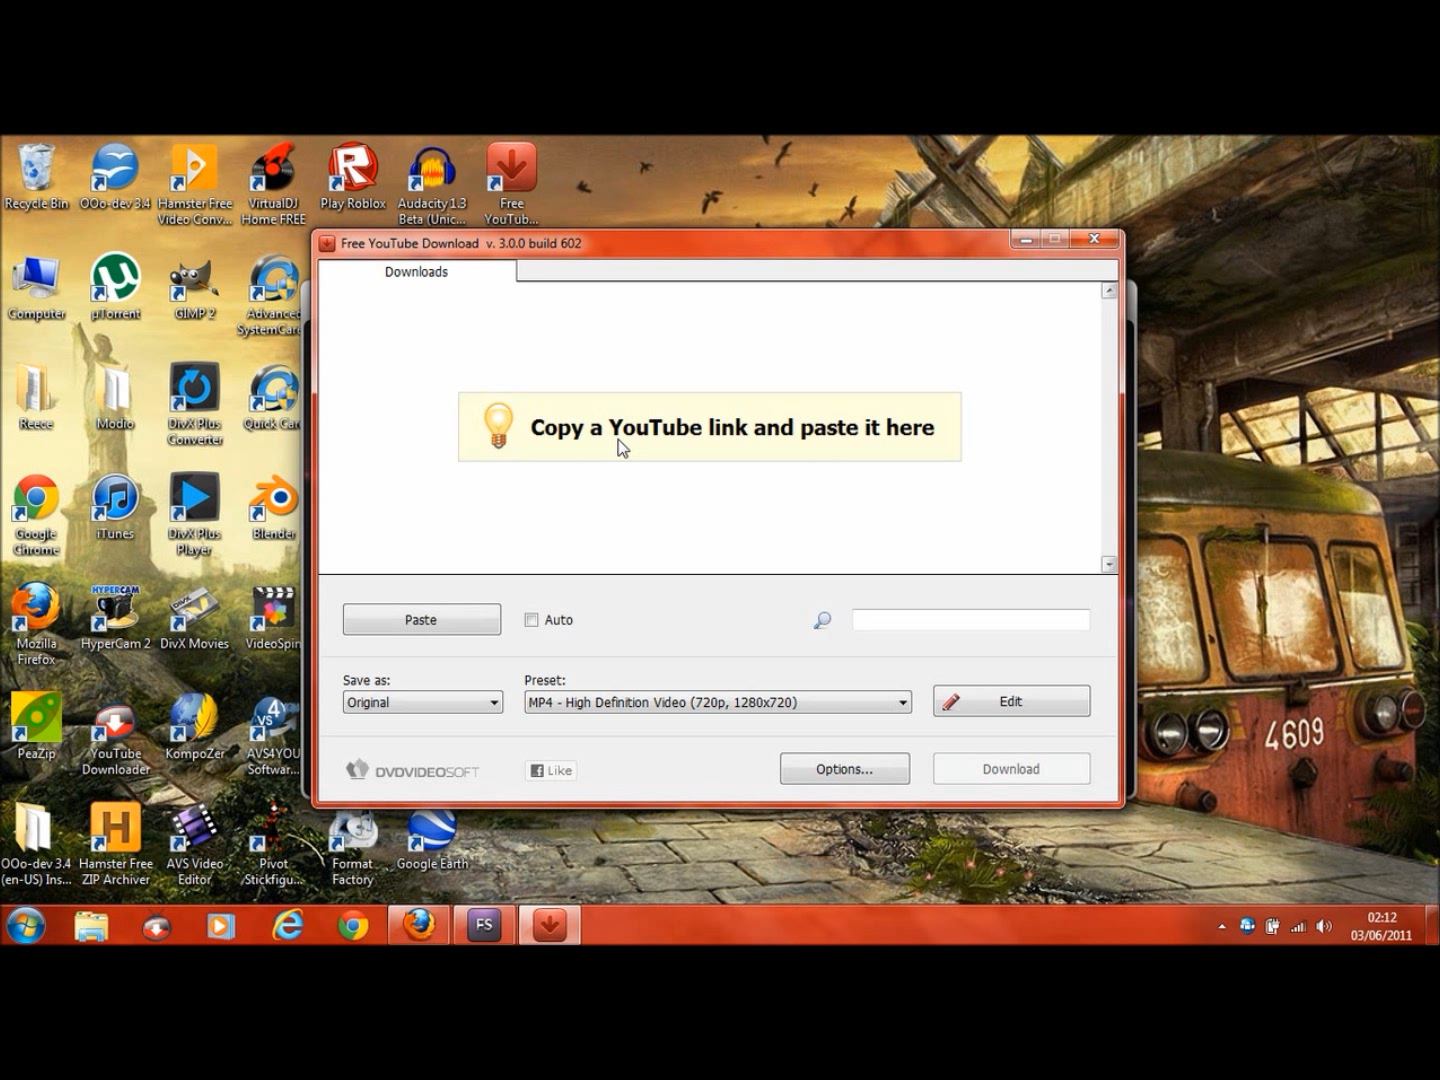 Recycle Bin
OOo-dev 3.4
Hamster Free
Video Conv...
VirtualDJ
Home FREE
Play Roblox
Audacity 1.3
Beta (Unic...
Free
YouTub...
Free YouTube Download v. 3.0.0 build 602
Downloads
Computer
µTorrent
GIMP 2
Advanced
SystemCare
Copy a YouTube link and paste it here
Reece
Modio
DivX Plus
Converter
Quick Care
Google
Chrome
iTunes
DivX Plus
Player
Blender
HYPERCAM
Mozilla
Firefox
HyperCam 2
DivX Movies
VideoSpin
Paste
Auto
Save as:
Preset:
Original
MP4 - High Definition Video (720p, 1280x720)
Edit
PeaZip
YouTube
Downloader
KompoZer
AVS4YOU
Softwar...
DVDVIDEOSOFT
Like
Options...
Download
4609
OOo-dev 3.4
(en-US) Ins...
Hamster Free
ZIP Archiver
AVS Video
Editor
Pivot
Stickfigu...
Format
Factory
Google Earth
FS
02:12
03/06/2011